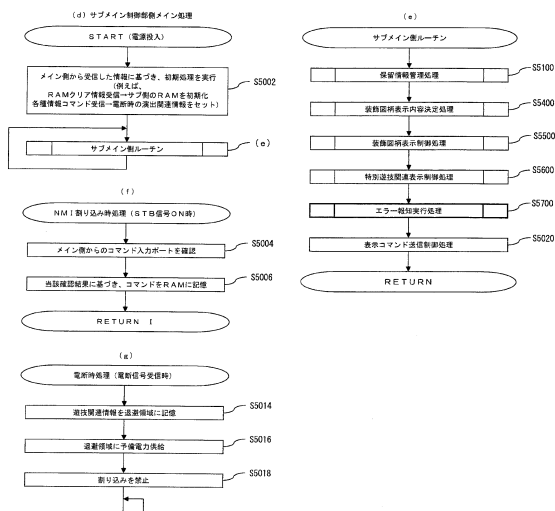 (d) サブメイン制御部側メイン処理
START (電源投入)
メイン側から受信した情報に基づき、初期処理を実行
(例えば、
RAMクリア情報受信→サブ側のRAMを初期化
各種情報コマンド受信→電断時の演出関連情報をセット)
S5002
サブメイン側ルーチン
(e)
(f)
NMI割り込み時処理 (STB信号ON時)
メイン側からのコマンド入力ポートを確認
S5004
当該確認結果に基づき、コマンドをRAMに記憶
S5006
RETURN I
(g)
電断時処理 (電断信号受信時)
遊技関連情報を退避領域に記憶
S5014
退避領域に予備電力供給
S5016
割り込みを禁止
S5018
(e)
サブメイン側ルーチン
保留情報管理処理
S5100
装飾図柄表示内容決定処理
S5400
装飾図柄表示制御処理
S5500
特別遊技関連表示制御処理
S5600
エラー報知実行処理
S5700
表示コマンド送信制御処理
S5020
RETURN